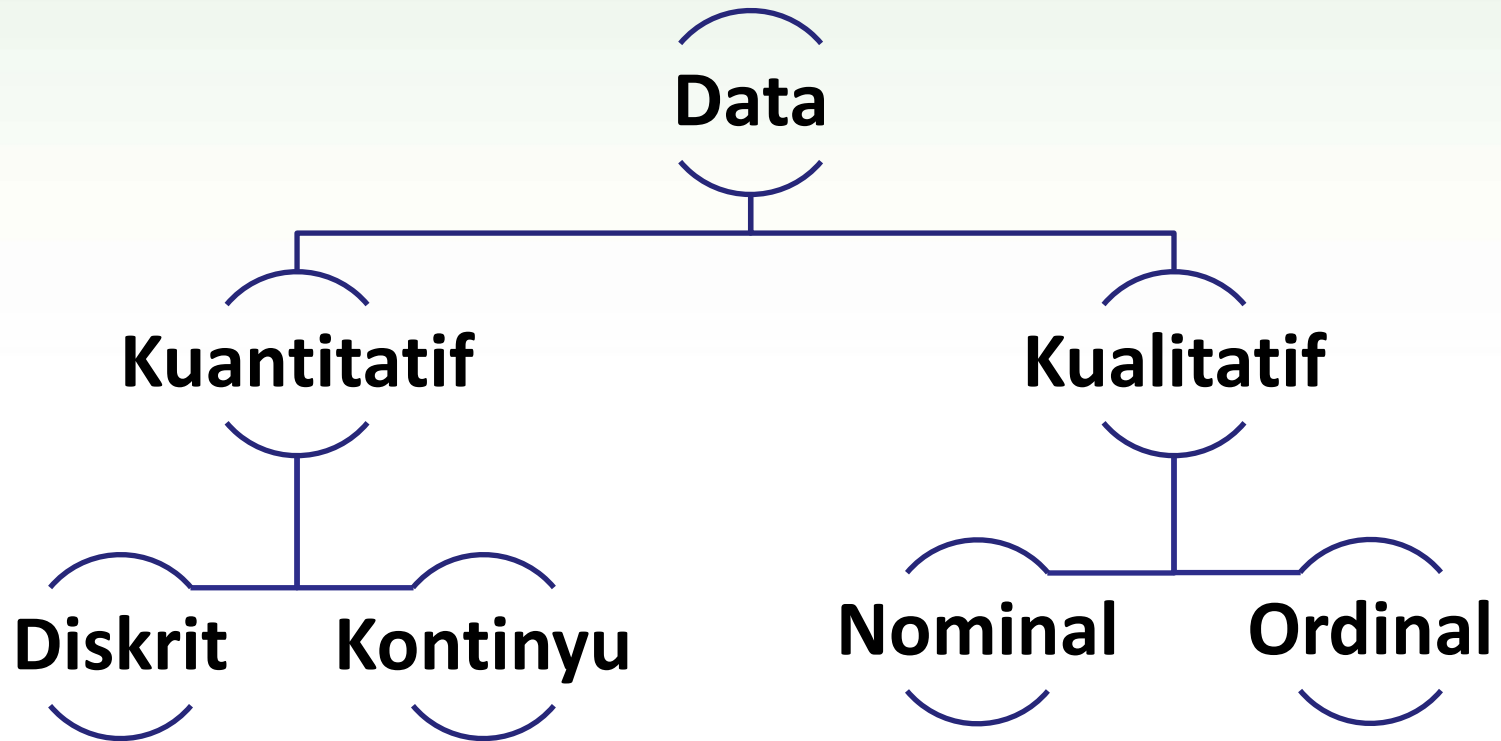 Data
Kuantitatif
Kualitatif
Diskrit
Kontinyu
Nominal
Ordinal